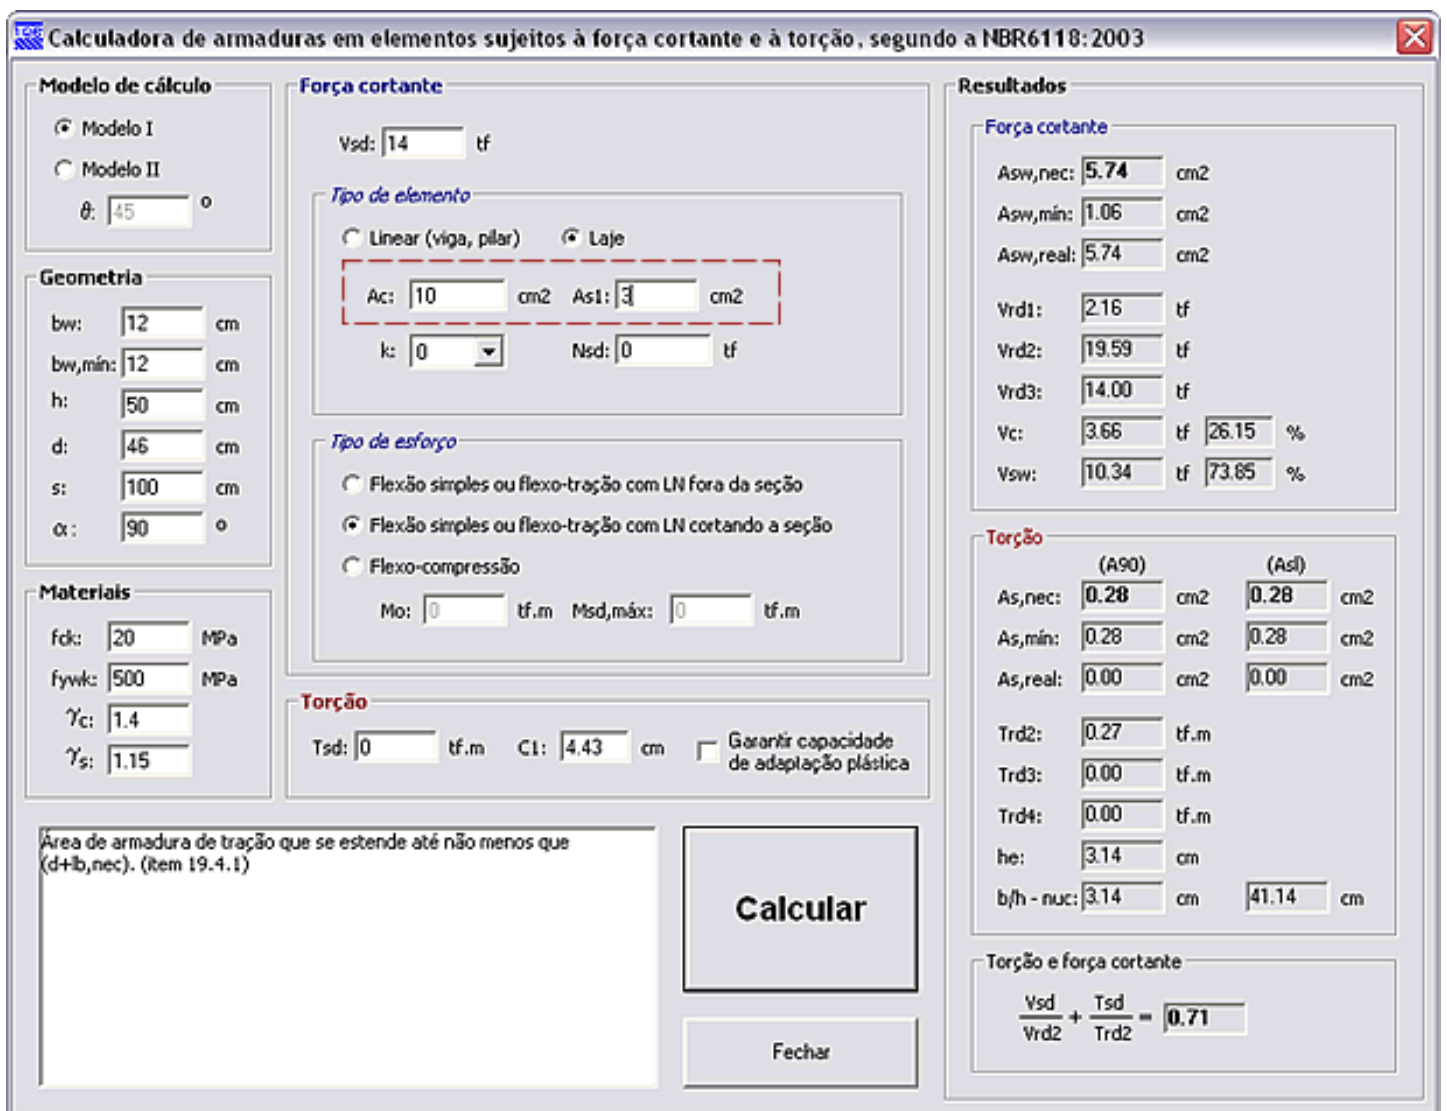 TQS Calculadora de armaduras em elementos sujeitos à força cortante e à torção, segundo a NBR6118:2003
Modelo de cálculo
Modelo I
Modelo II
θ: 45 º
Geometria
bw: 12 cm
bw,mín: 12 cm
h: 50 cm
d: 46 cm
s: 100 cm
α: 90 º
Materiais
fck: 20 MPa
fywk: 500 MPa
γc: 1.4
γs: 1.15
Força cortante
Vsd: 14 tf
Tipo de elemento
Linear (viga, pilar) Laje
Ac: 10 cm2 As1: 3 cm2
k: 0 Nsd: 0 tf
Tipo de esforço
Flexão simples ou flexo-tração com LN fora da seção
Flexão simples ou flexo-tração com LN cortando a seção
Flexo-compressão
Mo: 0 tf.m Msd,máx: 0 tf.m
Torção
Tsd: 0 tf.m C1: 4.43 cm
Garantir capacidade
de adaptação plástica
Área de armadura de tração que se estende até não menos que
(d+lb,nec). (item 19.4.1)
Calcular
Fechar
Resultados
Força cortante
Asw,nec: 5.74 cm2
Asw,mín: 1.06 cm2
Asw,real: 5.74 cm2
Vrd1: 2.16 tf
Vrd2: 19.59 tf
Vrd3: 14.00 tf
Vc: 3.66 tf 26.15 %
Vsw: 10.34 tf 73.85 %
Torção
(A90) (Asl)
As,nec: 0.28 cm2 0.28 cm2
As,mín: 0.28 cm2 0.28 cm2
As,real: 0.00 cm2 0.00 cm2
Trd2: 0.27 tf.m
Trd3: 0.00 tf.m
Trd4: 0.00 tf.m
he: 3.14 cm
b/h - nuc: 3.14 cm 41.14 cm
Torção e força cortante
Vsd Tsd
+ = 0.71
Vrd2 Trd2